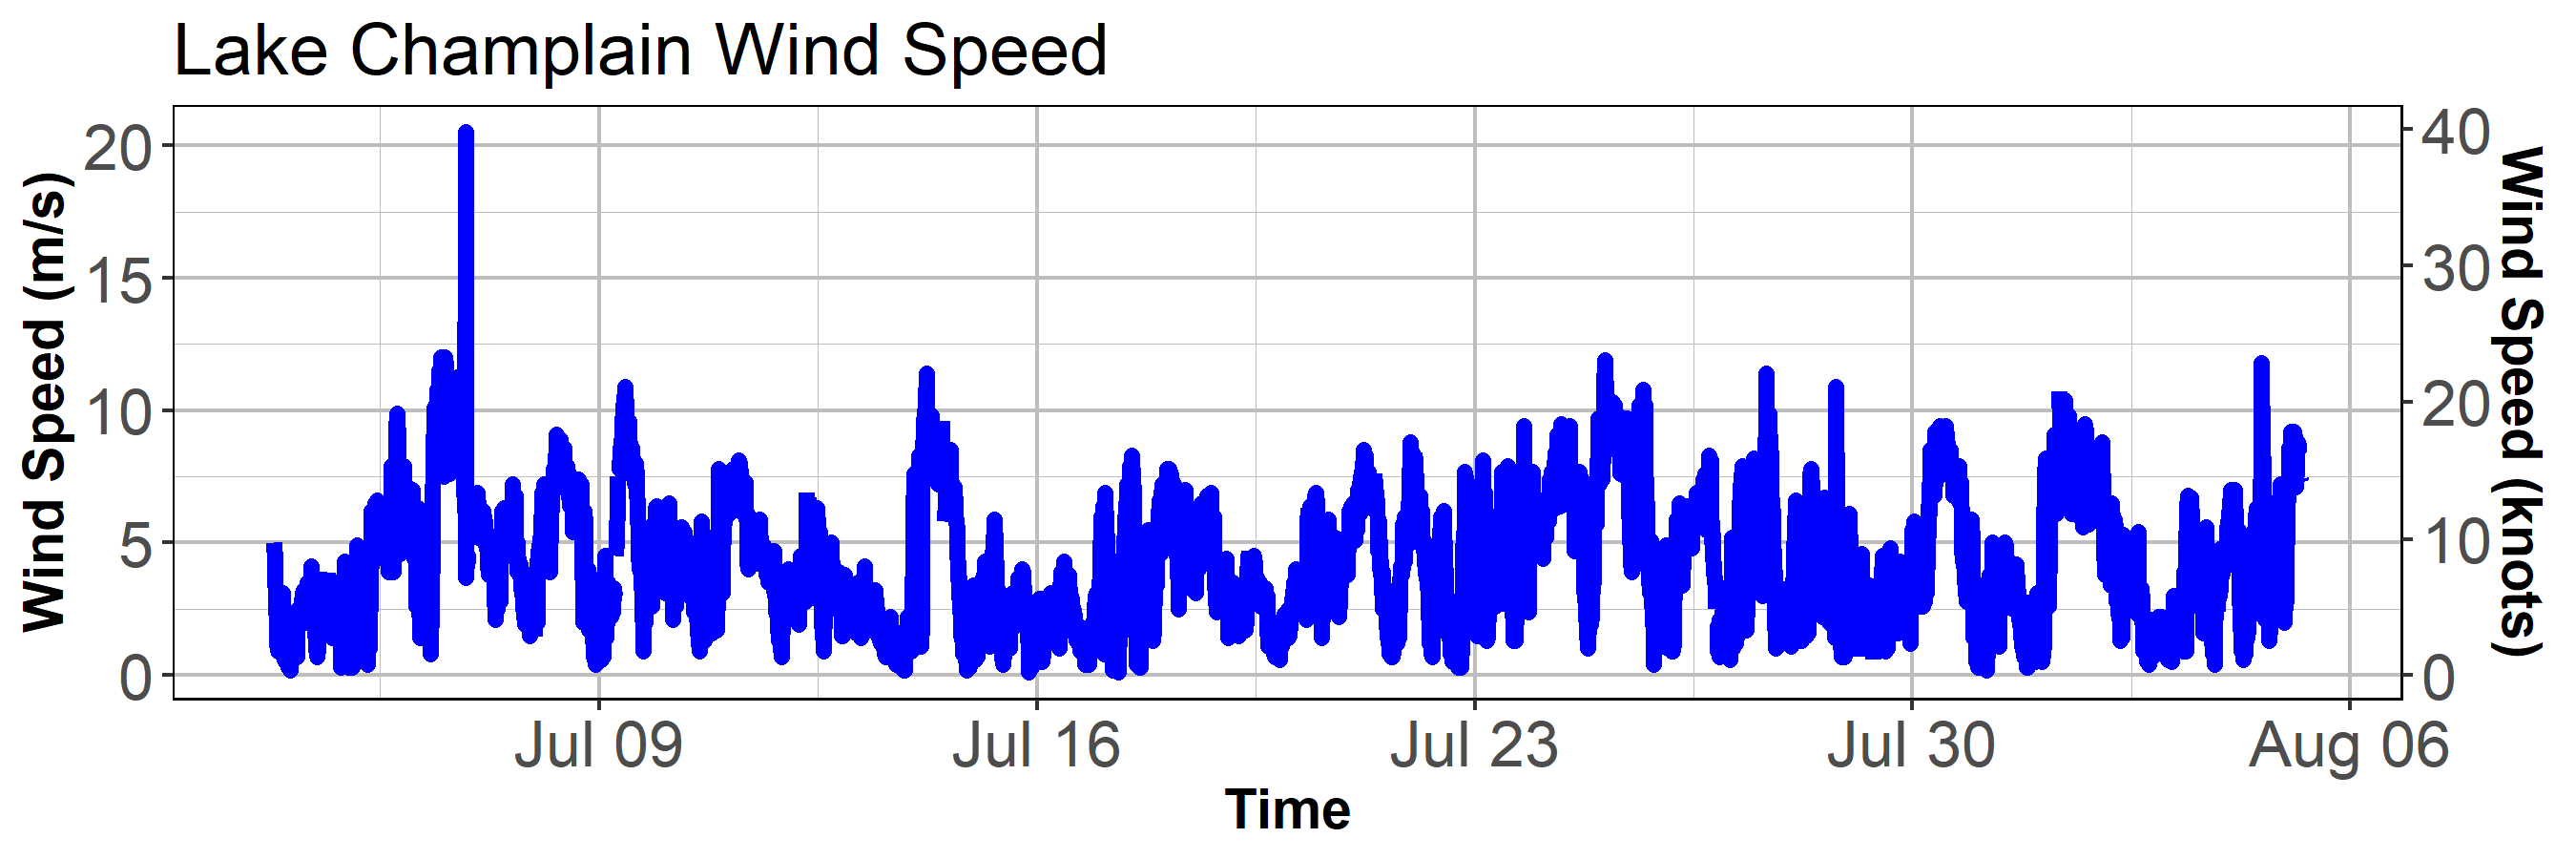 Lake Champlain Wind Speed
Wind Speed (m/s)
20
15
10
5
0
40
30
20
10
0
Wind Speed (knots)
Jul 09
Jul 16
Jul 23
Jul 30
Aug 06
Time